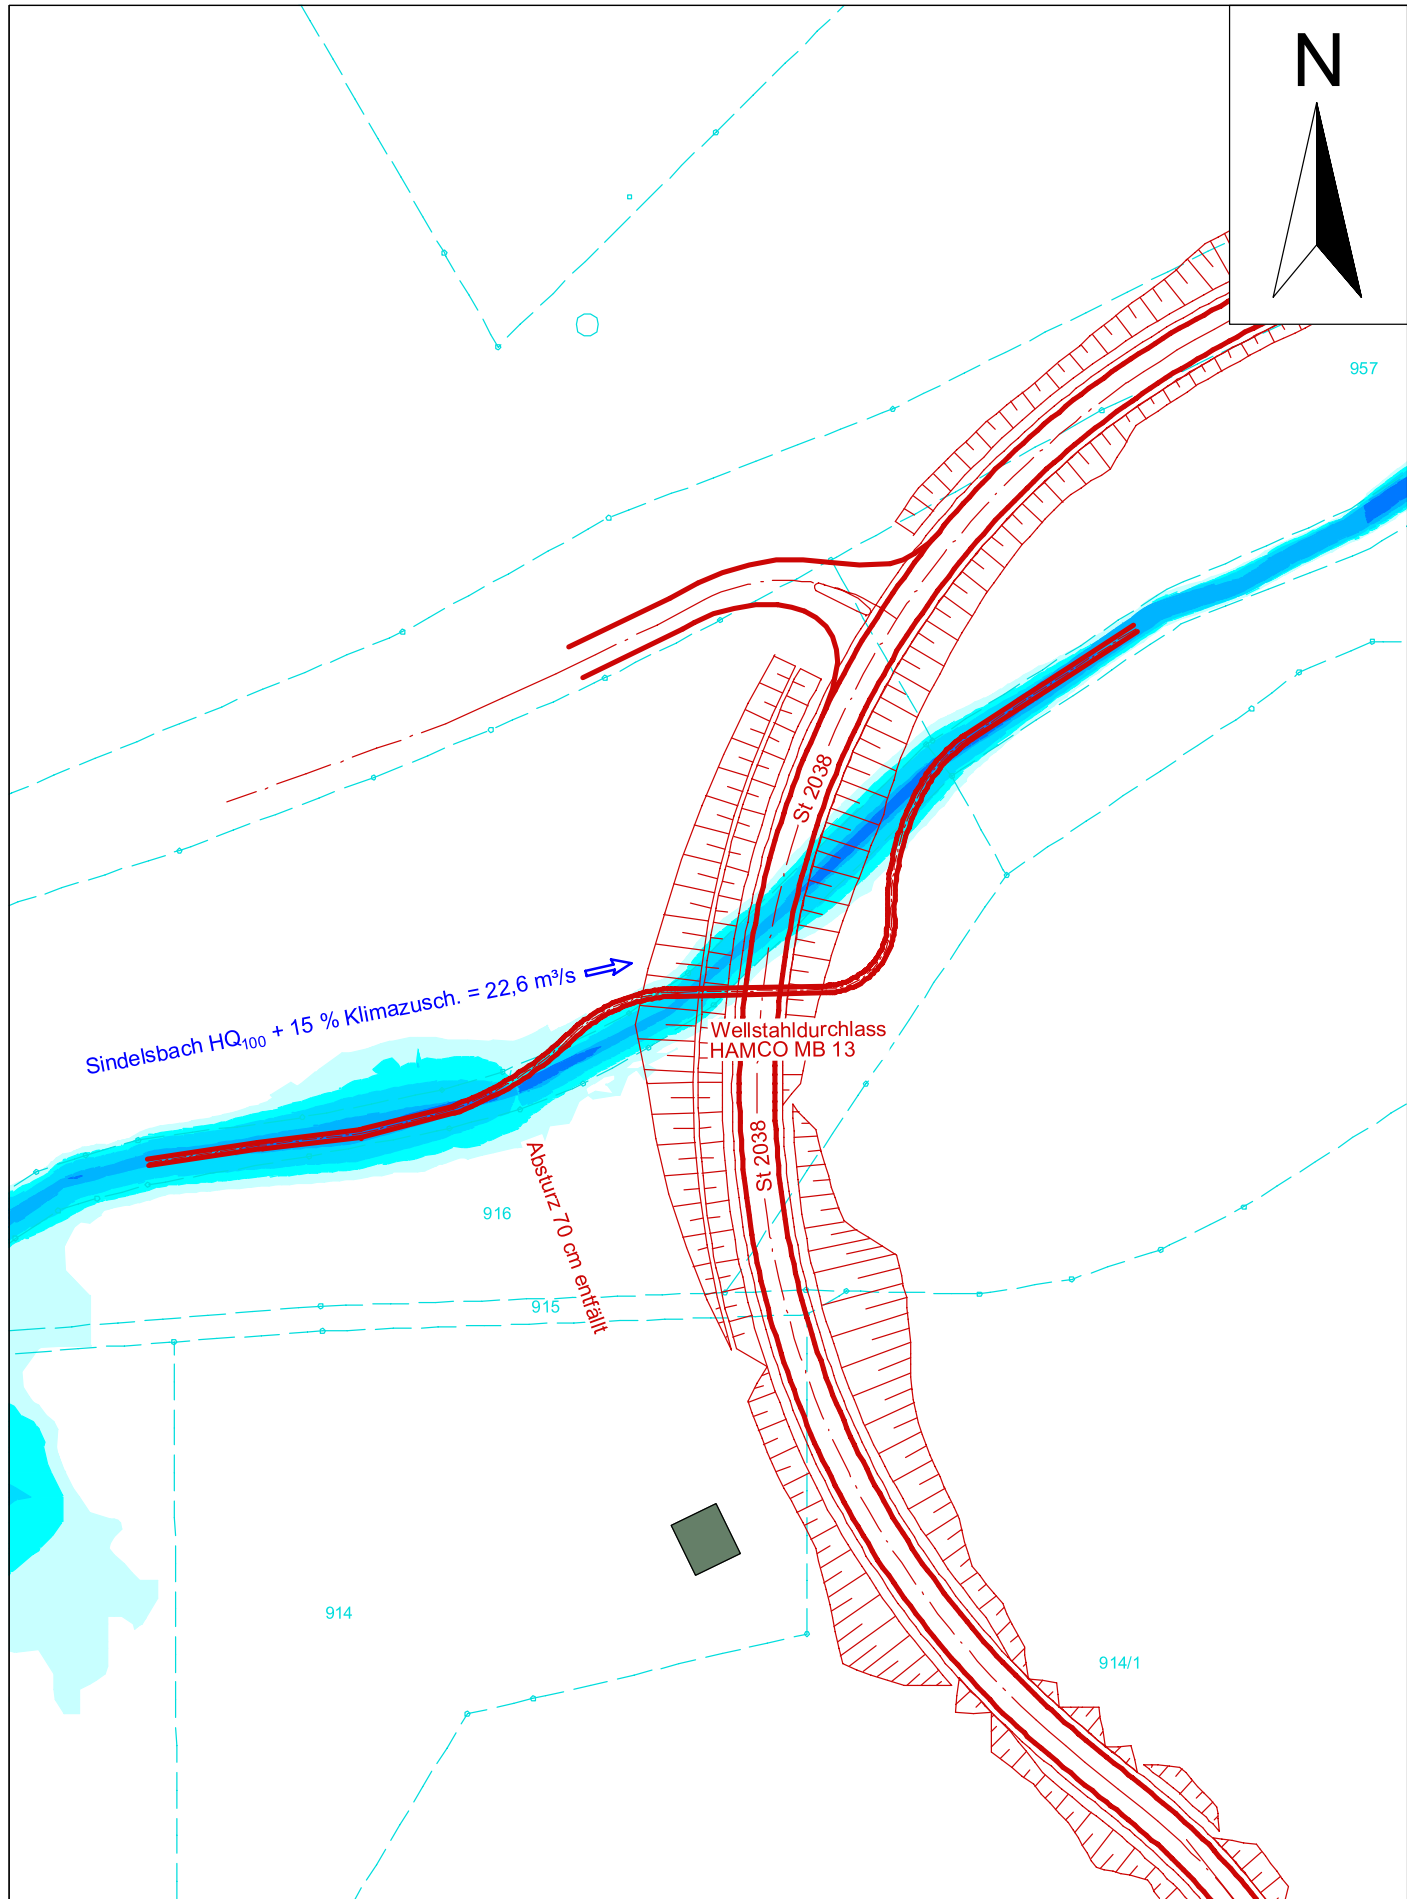 N
957
St 2038
Sindelsbach HQ100 + 15 % Klimazusch. = 22,6 m³/s
Wellstahldurchlass
HAMCO MB 13
St 2038
Absturz 70 cm entfällt
916
915
914
914/1